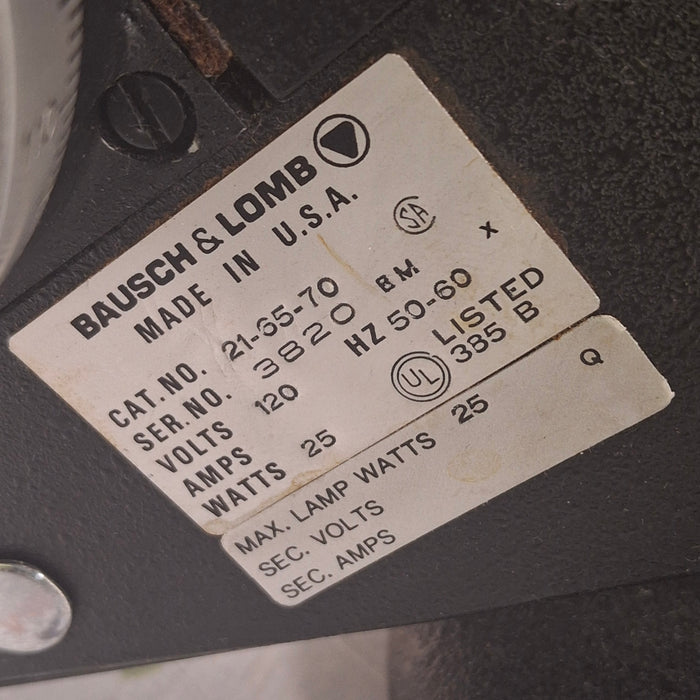 BAUSCH & LOMB
MADE IN U.S.A.
SA
CAT. NO. 21-65-70
SER. NO. 3820 BM X
VOLTS 120 HZ 50-60
AMPS
WATTS 25
UL LISTED
385 B
MAX. LAMP WATTS 25 Q
SEC. VOLTS
SEC. AMPS